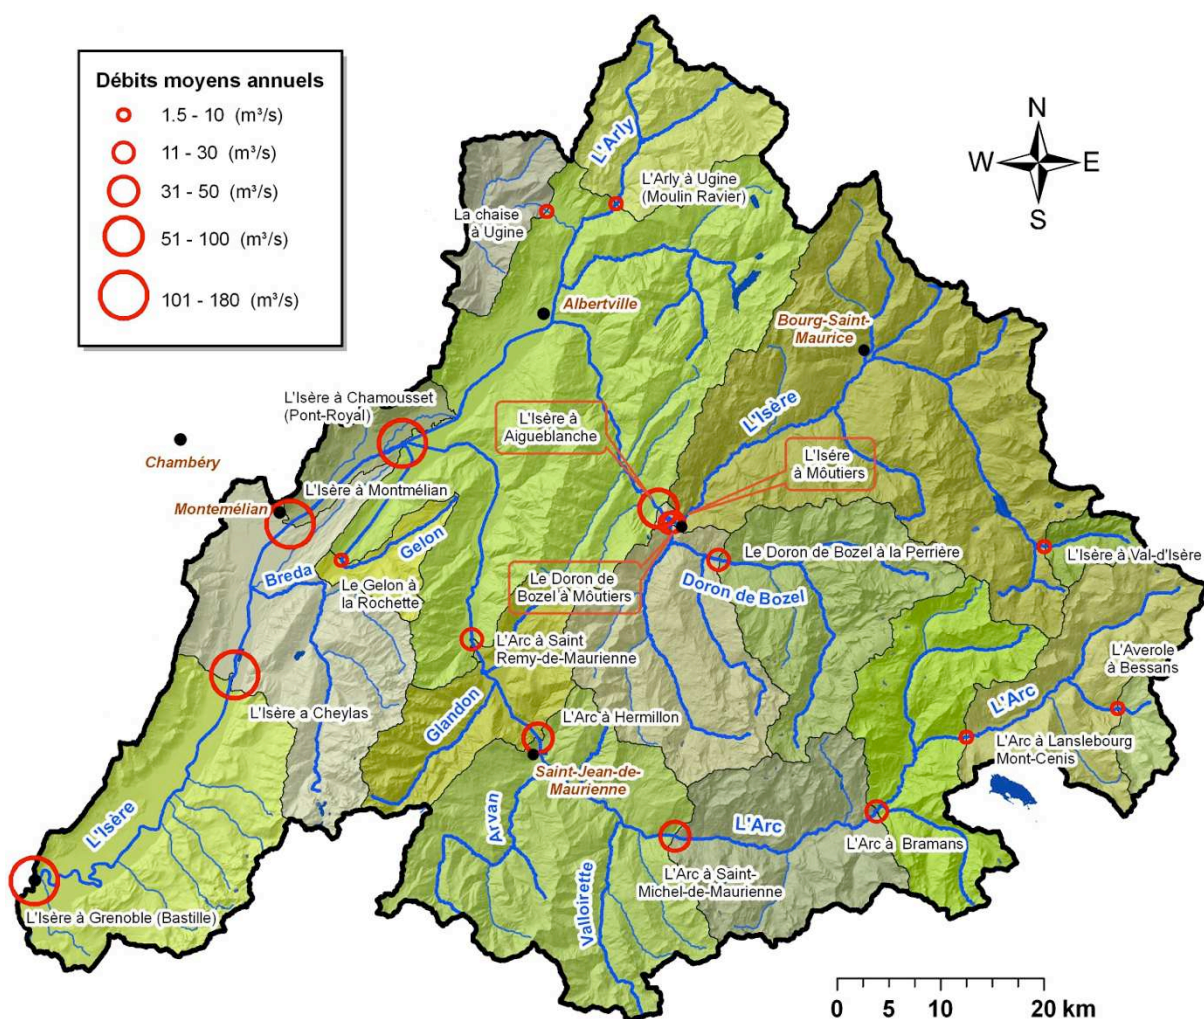 Débits moyens annuels
1.5 - 10 (m³/s)
11 - 30 (m³/s)
31 - 50 (m³/s)
51 - 100 (m³/s)
101 - 180 (m³/s)
N
W
E
S
L'Arly
L'Arly à Ugine
(Moulin Ravier)
La chaise
à Ugine
Albertville
Bourg-Saint-
Maurice
L'Isère à Chamousset
(Pont-Royal)
L'Isère à
Aigueblanche
L'Isère
L'Isére
à Môutiers
Chambéry
L'Isère à Montmélian
Montemélian
Gelon
Breda
Le Gelon à
la Rochette
Le Doron de
Bozel à Môutiers
Le Doron de Bozel à la Perrière
Doron de Bozel
L'Isère à Val-d'Isère
L'Arc à Saint
Remy-de-Maurienne
L'Averole
à Bessans
L'Arc
L'Isère a Cheylas
Glandon
L'Arc à Hermillon
L'Arc à Lanslebourg
Mont-Cenis
Saint-Jean-de-
Maurienne
L'Isère
Arvan
L'Arc
L'Arc à Bramans
Valloirette
L'Arc à Saint-
Michel-de-Maurienne
L'Isère à Grenoble (Bastille)
0 5 10 20 km